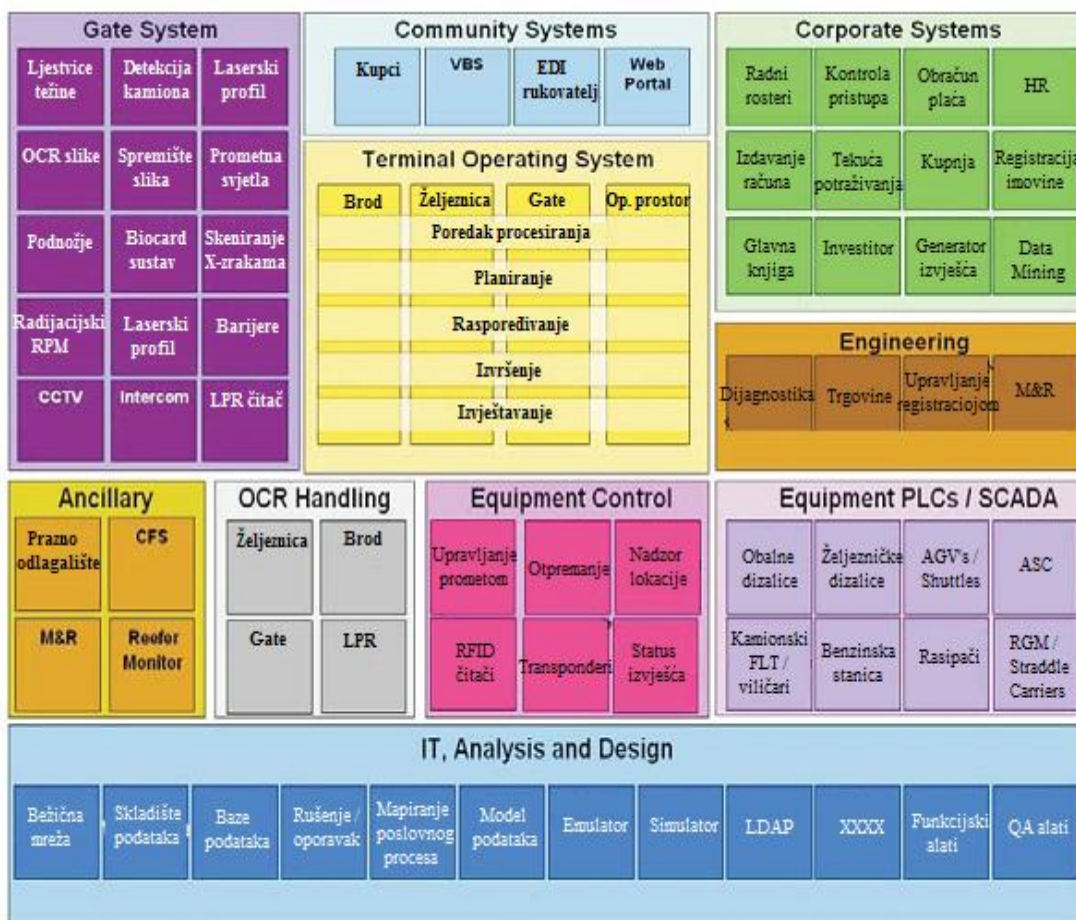 Gate System
Ljestvice
težine
Detekcija
kamiona
Laserski
profil
OCR slike
Spremište
slika
Prometna
svjetla
Podnožje
Biocard
sustav
Skeniranje
X-zrakama
Radijacijski
RPM
Laserski
profil
Barijere
CCTV
Intercom
LPR čitač
Community Systems
Kupci
VBS
EDI
rukovatelj
Web
Portal
Terminal Operating System
Brod
Željeznica
Gate
Op. prostor
Poredak procesiranja
Planiranje
Raspoređivanje
Izvršenje
Izvještavanje
Corporate Systems
Radni
rosteri
Kontrola
pristupa
Obračun
plaća
HR
Izdavanje
računa
Tekuća
potraživanja
Kupnja
Registracija
imovine
Glavna
knjiga
Investitor
Generator
izvješća
Data
Mining
Engineering
Dijagnostika
Trgovine
Upravljanje
registraciojom
M&R
Ancillary
Prazno
odlagalište
CFS
M&R
Reefer
Monitor
OCR Handling
Željeznica
Brod
Gate
LPR
Equipment Control
Upravljanje
prometom
Otpremanje
Nadzor
lokacije
RFID
čitači
Transponderi
Status
izvješća
Equipment PLCs / SCADA
Obalne
dizalice
Željezničke
dizalice
AGV's /
Shuttles
ASC
Kamionski
FLT /
viličari
Benzinska
stanica
Rasipači
RGM /
Straddle
Carriers
IT, Analysis and Design
Bežična
mreža
Skladište
podataka
Baze
podataka
Rušenje /
oporavak
Mapiranje
poslovnog
procesa
Model
podataka
Emulator
Simulator
LDAP
XXXX
Funkcijski
alati
QA alati